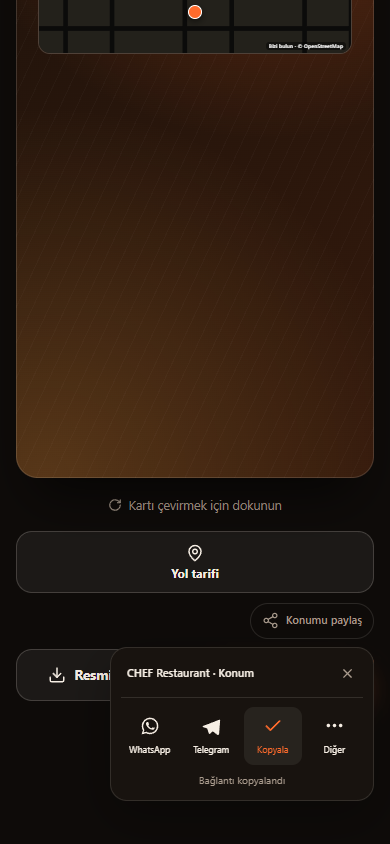 Bizi bulun · © OpenStreetMap
Kartı çevirmek için dokunun
Yol tarifi
Konumu paylaş
Resmi
CHEF Restaurant · Konum
WhatsApp
Telegram
Kopyala
Diğer
Bağlantı kopyalandı